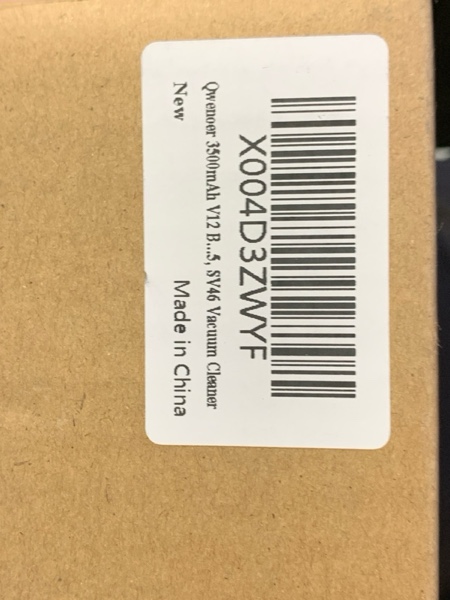 X004D3ZWYF
Qwenoer 3500mAh V12 B...5, SV46 Vacuum Cleaner
New
Made in China